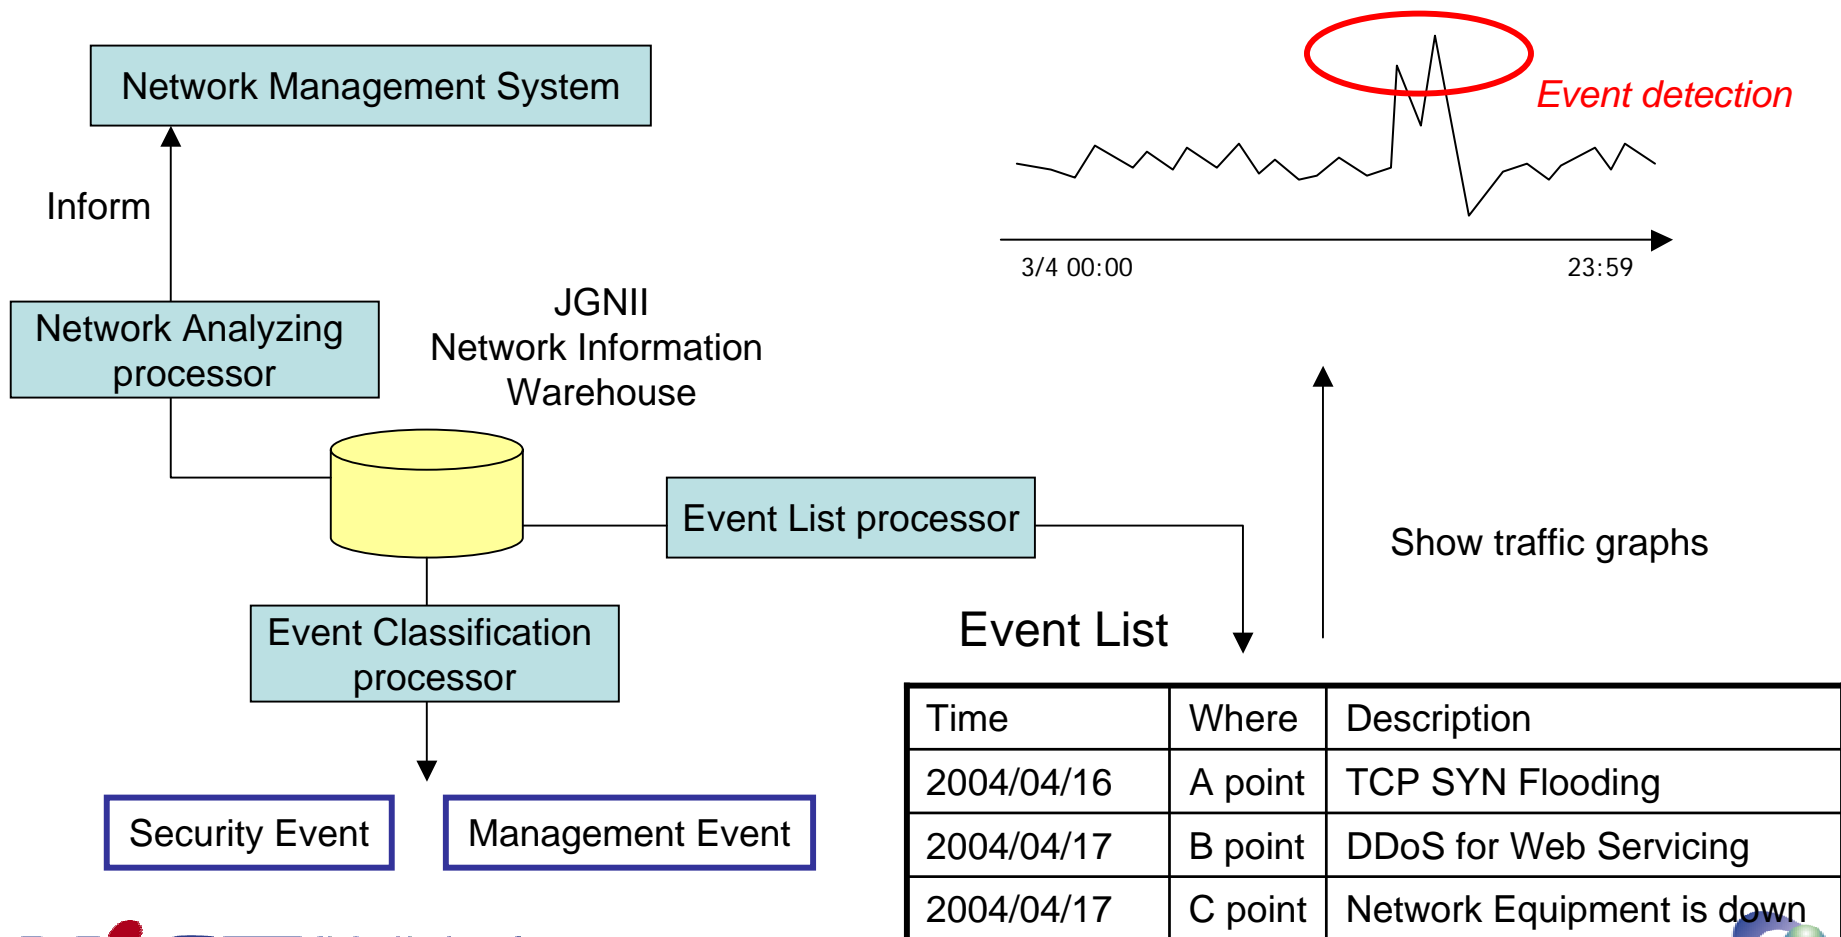 Network Management System
Event detection
Inform
3/4 00:00
23:59
JGNII
Network Information
Warehouse
Network Analyzing
processor
Event List processor
Show traffic graphs
Event Classification
processor
Event List
Time Where Description
2004/04/16 A point TCP SYN Flooding
2004/04/17 B point DDoS for Web Servicing
2004/04/17 C point Network Equipment is down
Security Event
Management Event